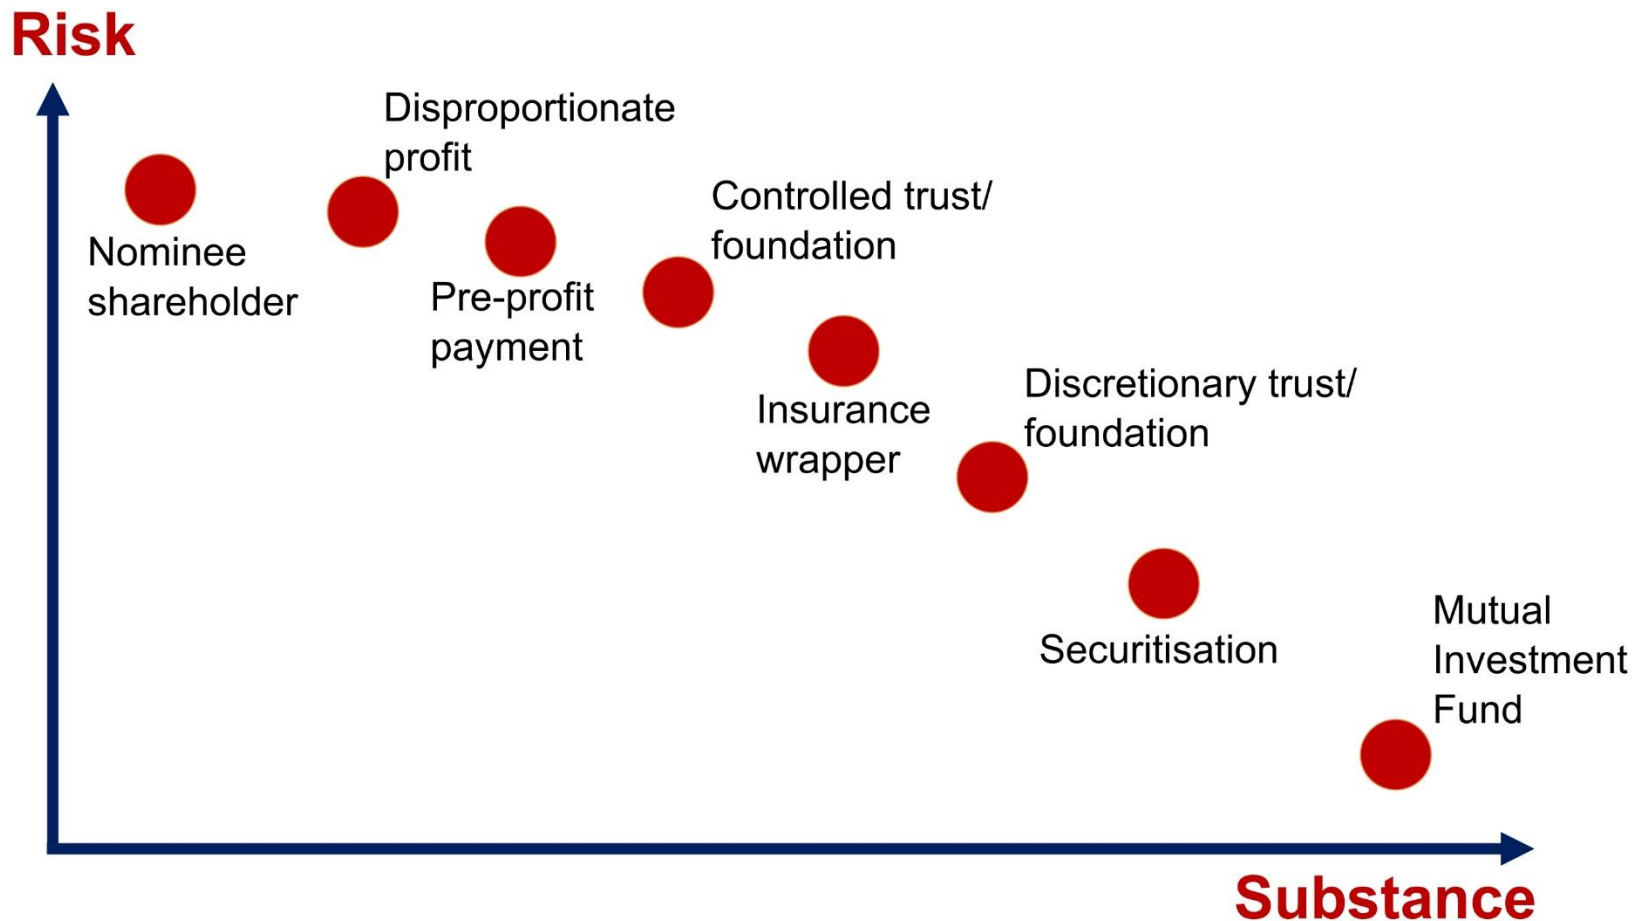 Risk
Disproportionate
profit
Nominee
shareholder
Pre-profit
payment
Controlled trust/
foundation
Insurance
wrapper
Discretionary trust/
foundation
Securitisation
Mutual
Investment
Fund
Substance